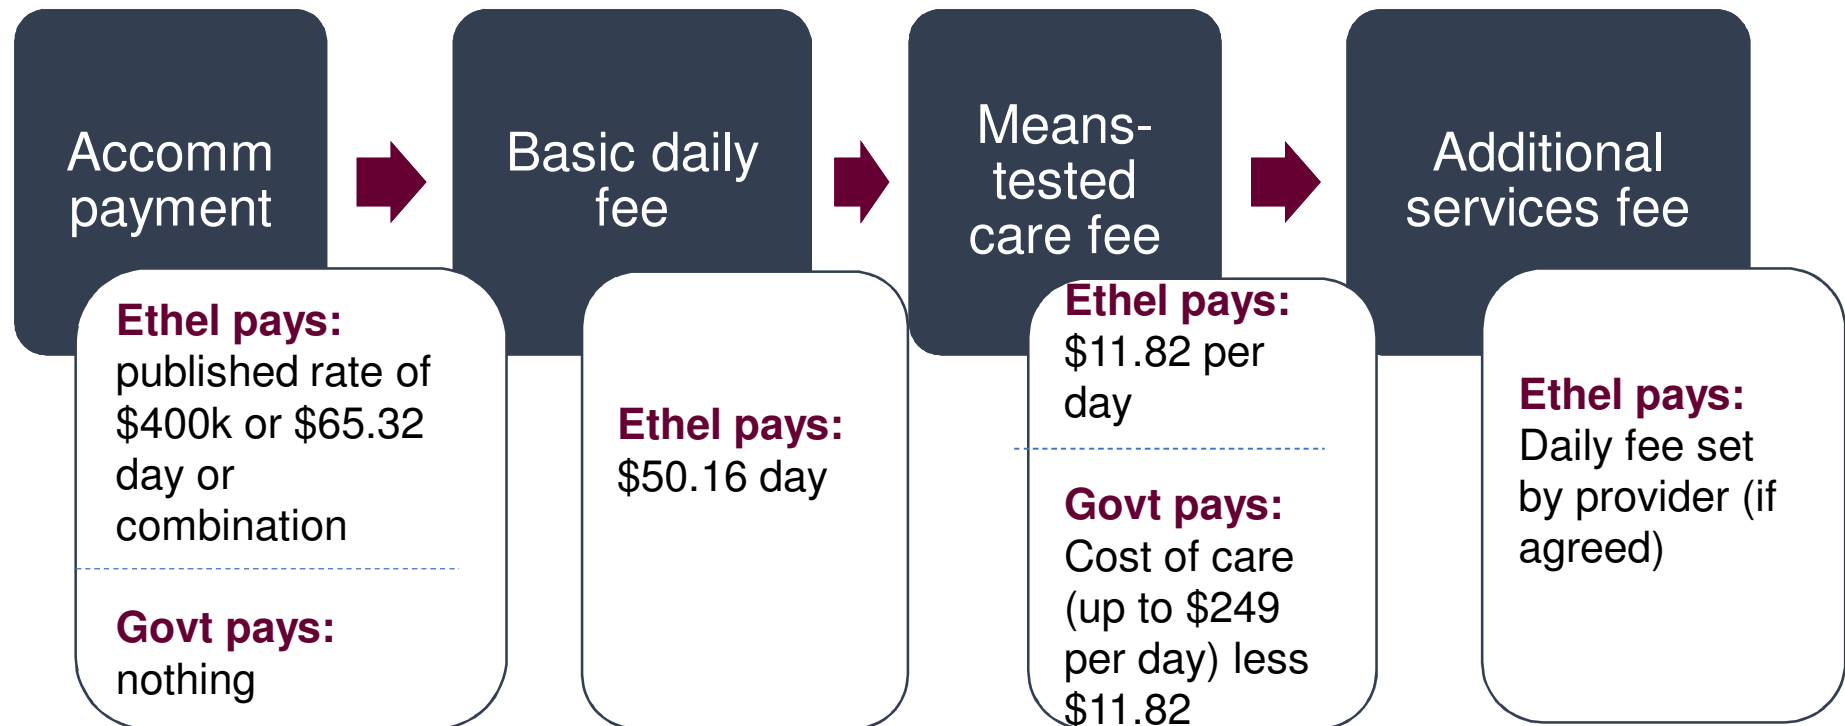 Accomm
payment
Ethel pays:
published rate of
$400k or $65.32
day or
combination
Govt pays:
nothing
Basic daily
fee
Ethel pays:
$50.16 day
Means-
tested
care fee
Ethel pays:
$11.82 per
day
Govt pays:
Cost of care
(up to $249
per day) less
$11.82
Additional
services fee
Ethel pays:
Daily fee set
by provider (if
agreed)